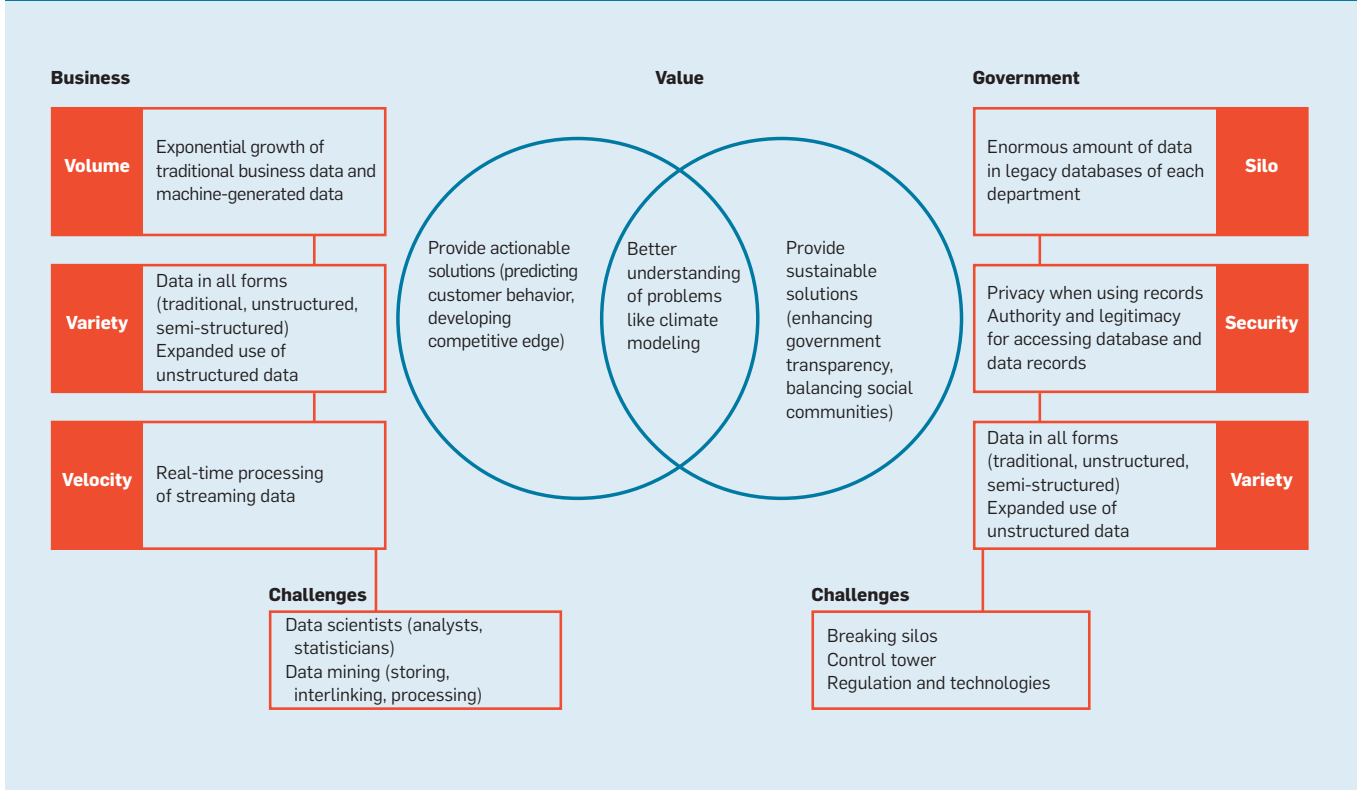 Business
Volume
Exponential growth of
traditional business data and
machine-generated data
Variety
Data in all forms
(traditional, unstructured,
semi-structured)
Expanded use of
unstructured data
Velocity
Real-time processing
of streaming data
Challenges
Data scientists (analysts,
statisticians)
Data mining (storing,
interlinking, processing)
Value
Provide actionable
solutions (predicting
customer behavior,
developing
competitive edge)
Better
understanding
of problems
like climate
modeling
Provide
sustainable
solutions
(enhancing
government
transparency,
balancing social
communities)
Government
Enormous amount of data
in legacy databases of each
department
Silo
Privacy when using records
Authority and legitimacy
for accessing database and
data records
Security
Data in all forms
(traditional, unstructured,
semi-structured)
Expanded use of
unstructured data
Variety
Challenges
Breaking silos
Control tower
Regulation and technologies